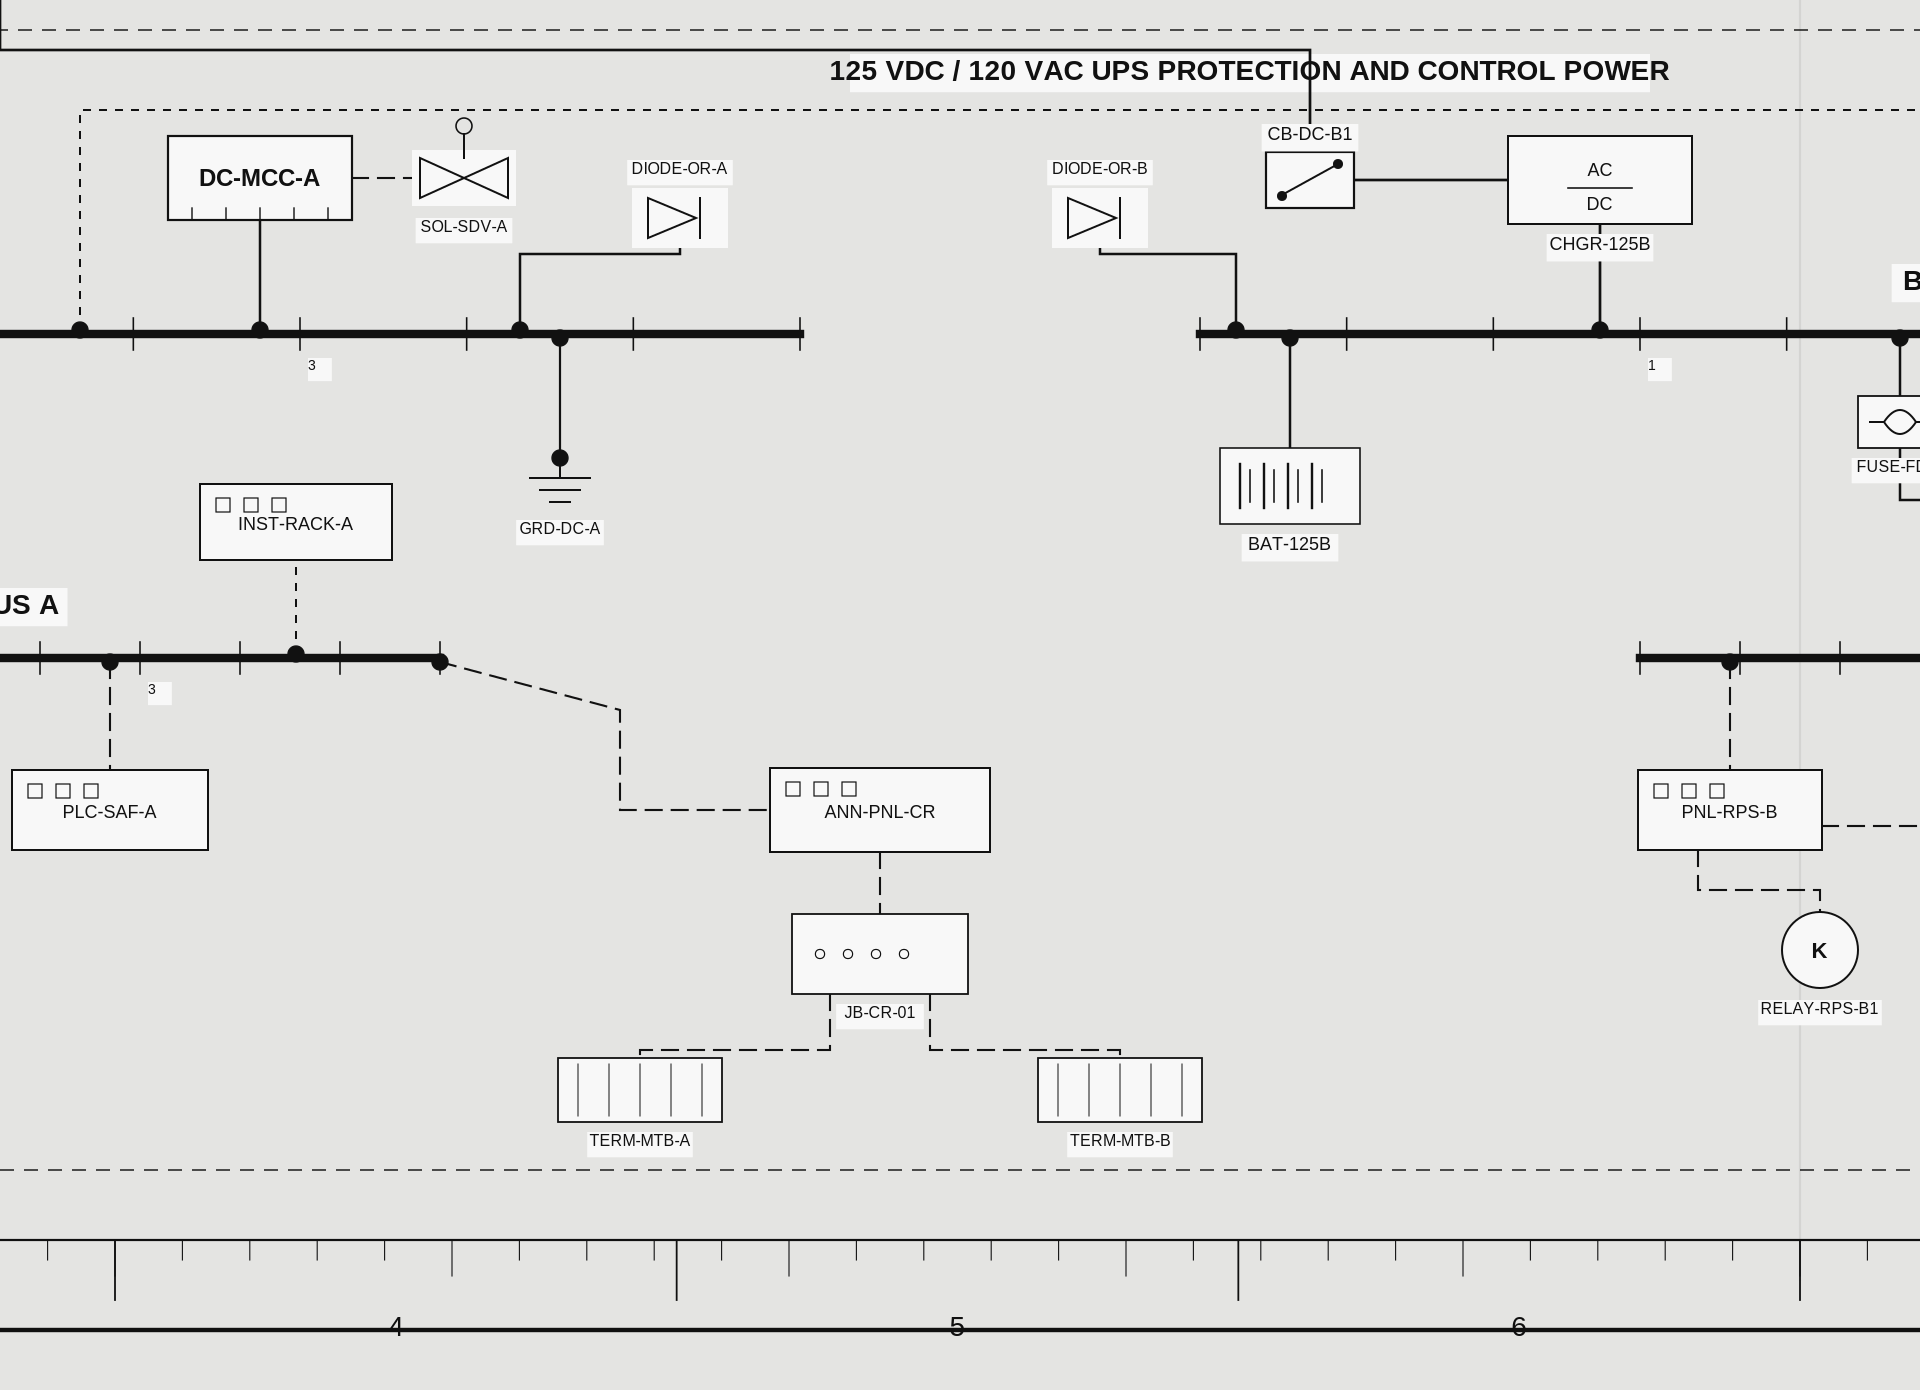 125 VDC / 120 VAC UPS PROTECTION AND CONTROL POWER
CB-DC-B1
DIODE-OR-A
DIODE-OR-B
AC
DC
DC-MCC-A
SOL-SDV-A
CHGR-125B
B
3
1
FUSE-FD
INST-RACK-A
GRD-DC-A
BAT-125B
US A
3
PLC-SAF-A
ANN-PNL-CR
PNL-RPS-B
K
JB-CR-01
RELAY-RPS-B1
TERM-MTB-A
TERM-MTB-B
4
5
6